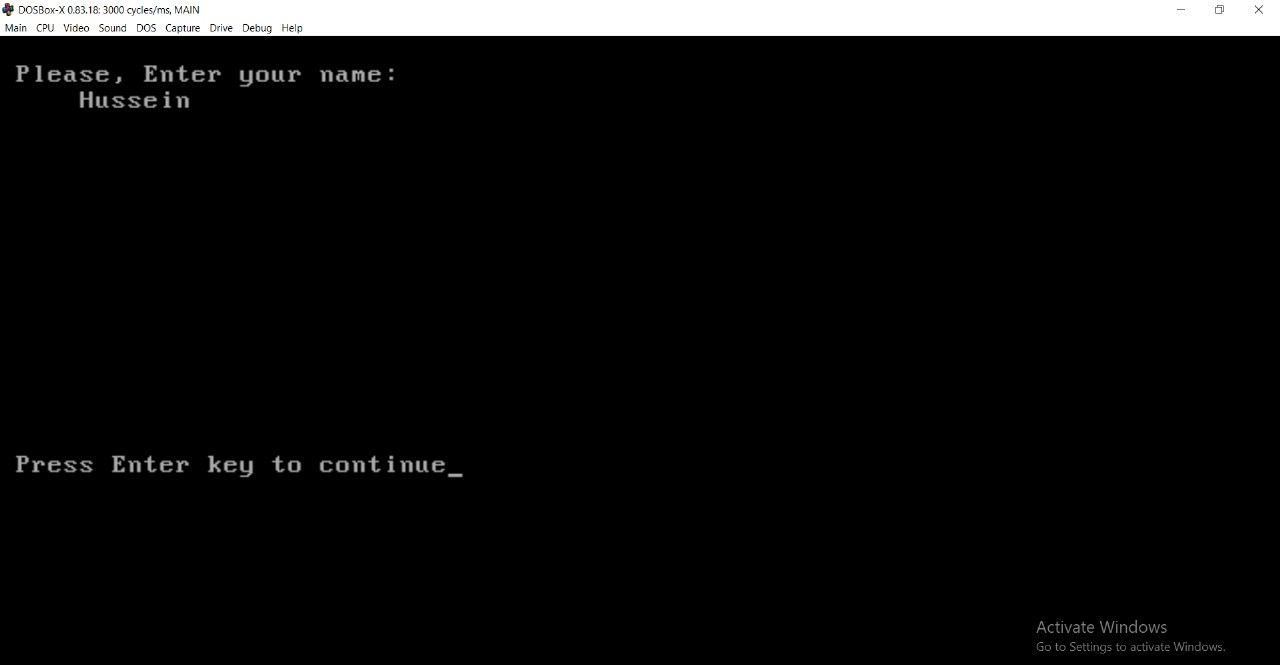 DOSBox-X 0.83.18: 3000 cycles/ms, MAIN
Main CPU Video Sound DOS Capture Drive Debug Help
Please, Enter your name:
Hussein
Press Enter key to continue_
Activate Windows
Go to Settings to activate Windows.